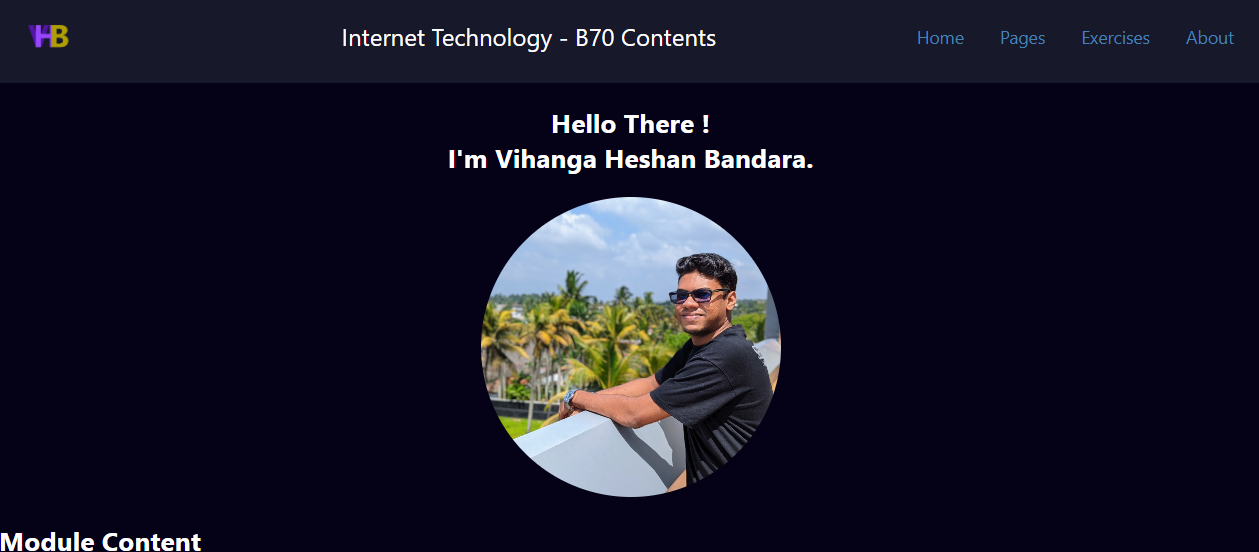 VHB
Internet Technology - B70 Contents
Home
Pages
Exercises
About
Hello There !
I'm Vihanga Heshan Bandara.
Module Content